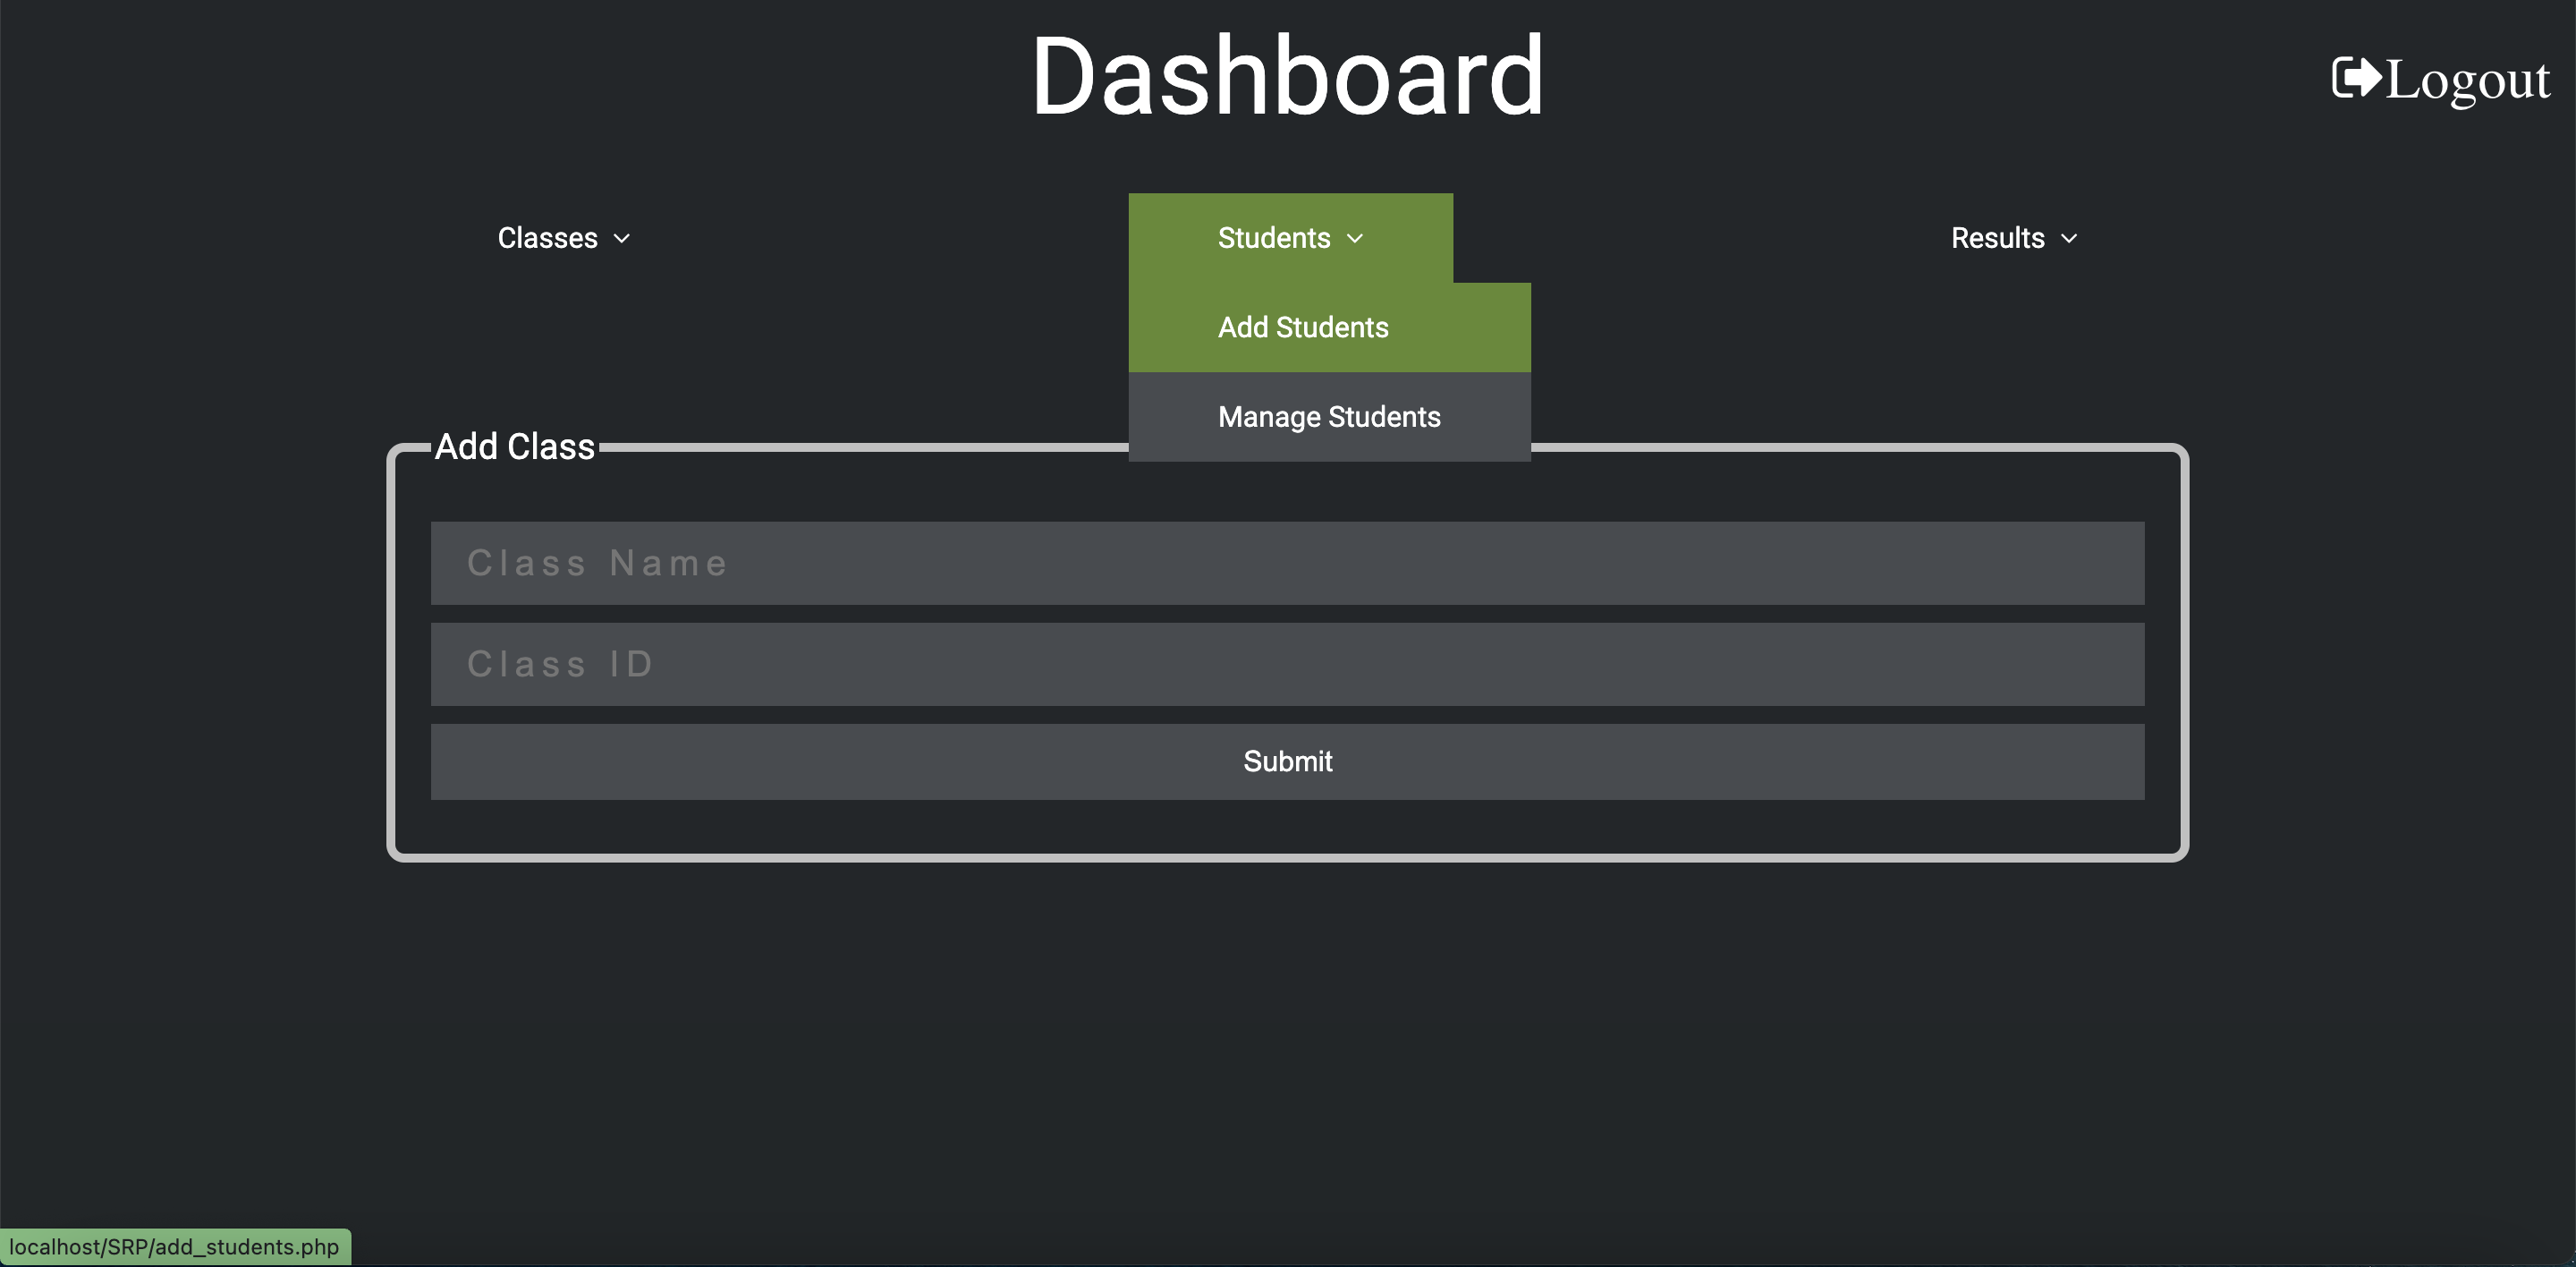 Dashboard
Logout
Classes
Students
Results
Add Students
Manage Students
Add Class
Class Name
Class ID
Submit
localhost/SRP/add_students.php